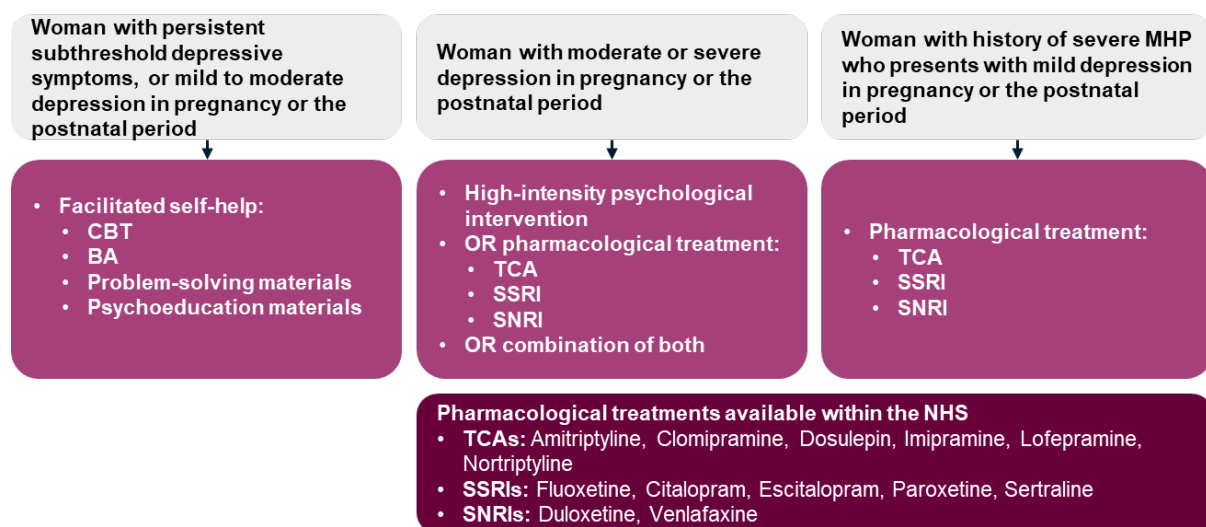 Woman with persistent
subthreshold depressive
symptoms, or mild to moderate
depression in pregnancy or the
postnatal period
Woman with moderate or severe
depression in pregnancy or the
postnatal period
Woman with history of severe MHP
who presents with mild depression
in pregnancy or the postnatal
period
• Facilitated self-help:
• CBT
• BA
• Problem-solving materials
• Psychoeducation materials
• High-intensity psychological
intervention
• OR pharmacological treatment:
• TCA
• SSRI
• SNRI
• OR combination of both
• Pharmacological treatment:
• TCA
• SSRI
• SNRI
Pharmacological treatments available within the NHS
• TCAs: Amitriptyline, Clomipramine, Dosulepin, Imipramine, Lofepramine,
Nortriptyline
• SSRIs: Fluoxetine, Citalopram, Escitalopram, Paroxetine, Sertraline
• SNRIs: Duloxetine, Venlafaxine